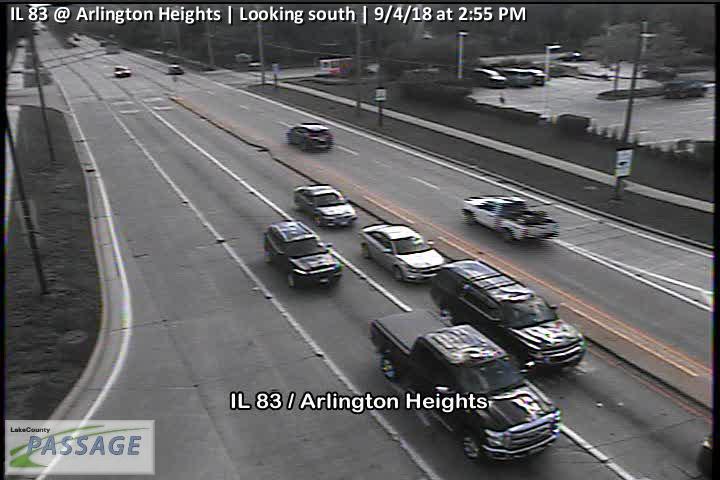 IL 83 @ Arlington Heights | Looking south | 9/4/18 at 2:55 PM
IL 83 / Arlington Heights
LakeCounty
PASSAGE